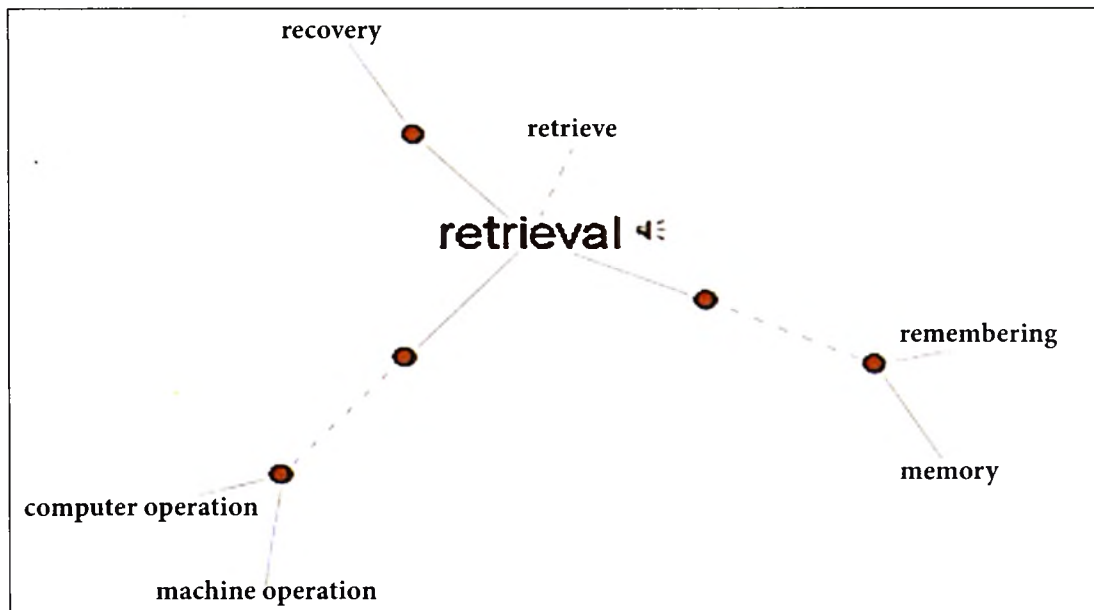 recovery
retrieve
retrieval
remembering
memory
computer operation
machine operation